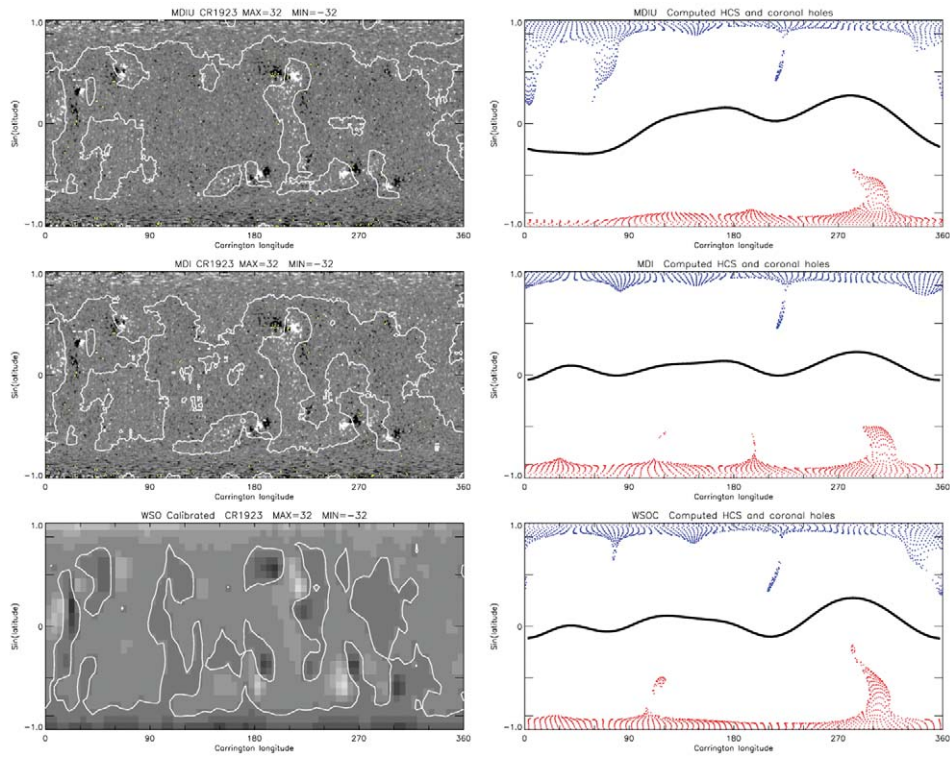 MDIU CR1923 MAX=32 MIN=-32
1.0
0
-1.0
Sin(latitude)
0 90 180 270 360
Carrington longitude
MDIU Computed HCS and coronal holes
1.0
0
-1.0
Sin(latitude)
0 90 180 270 360
Carrington longitude
MDI CR1923 MAX=32 MIN=-32
1.0
0
-1.0
Sin(latitude)
0 90 180 270 360
Carrington longitude
MDI Computed HCS and coronal holes
1.0
0
-1.0
Sin(latitude)
0 90 180 270 360
Carrington longitude
WSO Calibrated CR1923 MAX=32 MIN=-32
1.0
0
-1.0
Sin(latitude)
0 90 180 270 360
Carrington longitude
WSOC Computed HCS and coronal holes
1.0
0
-1.0
Sin(latitude)
0 90 180 270 360
Carrington longitude